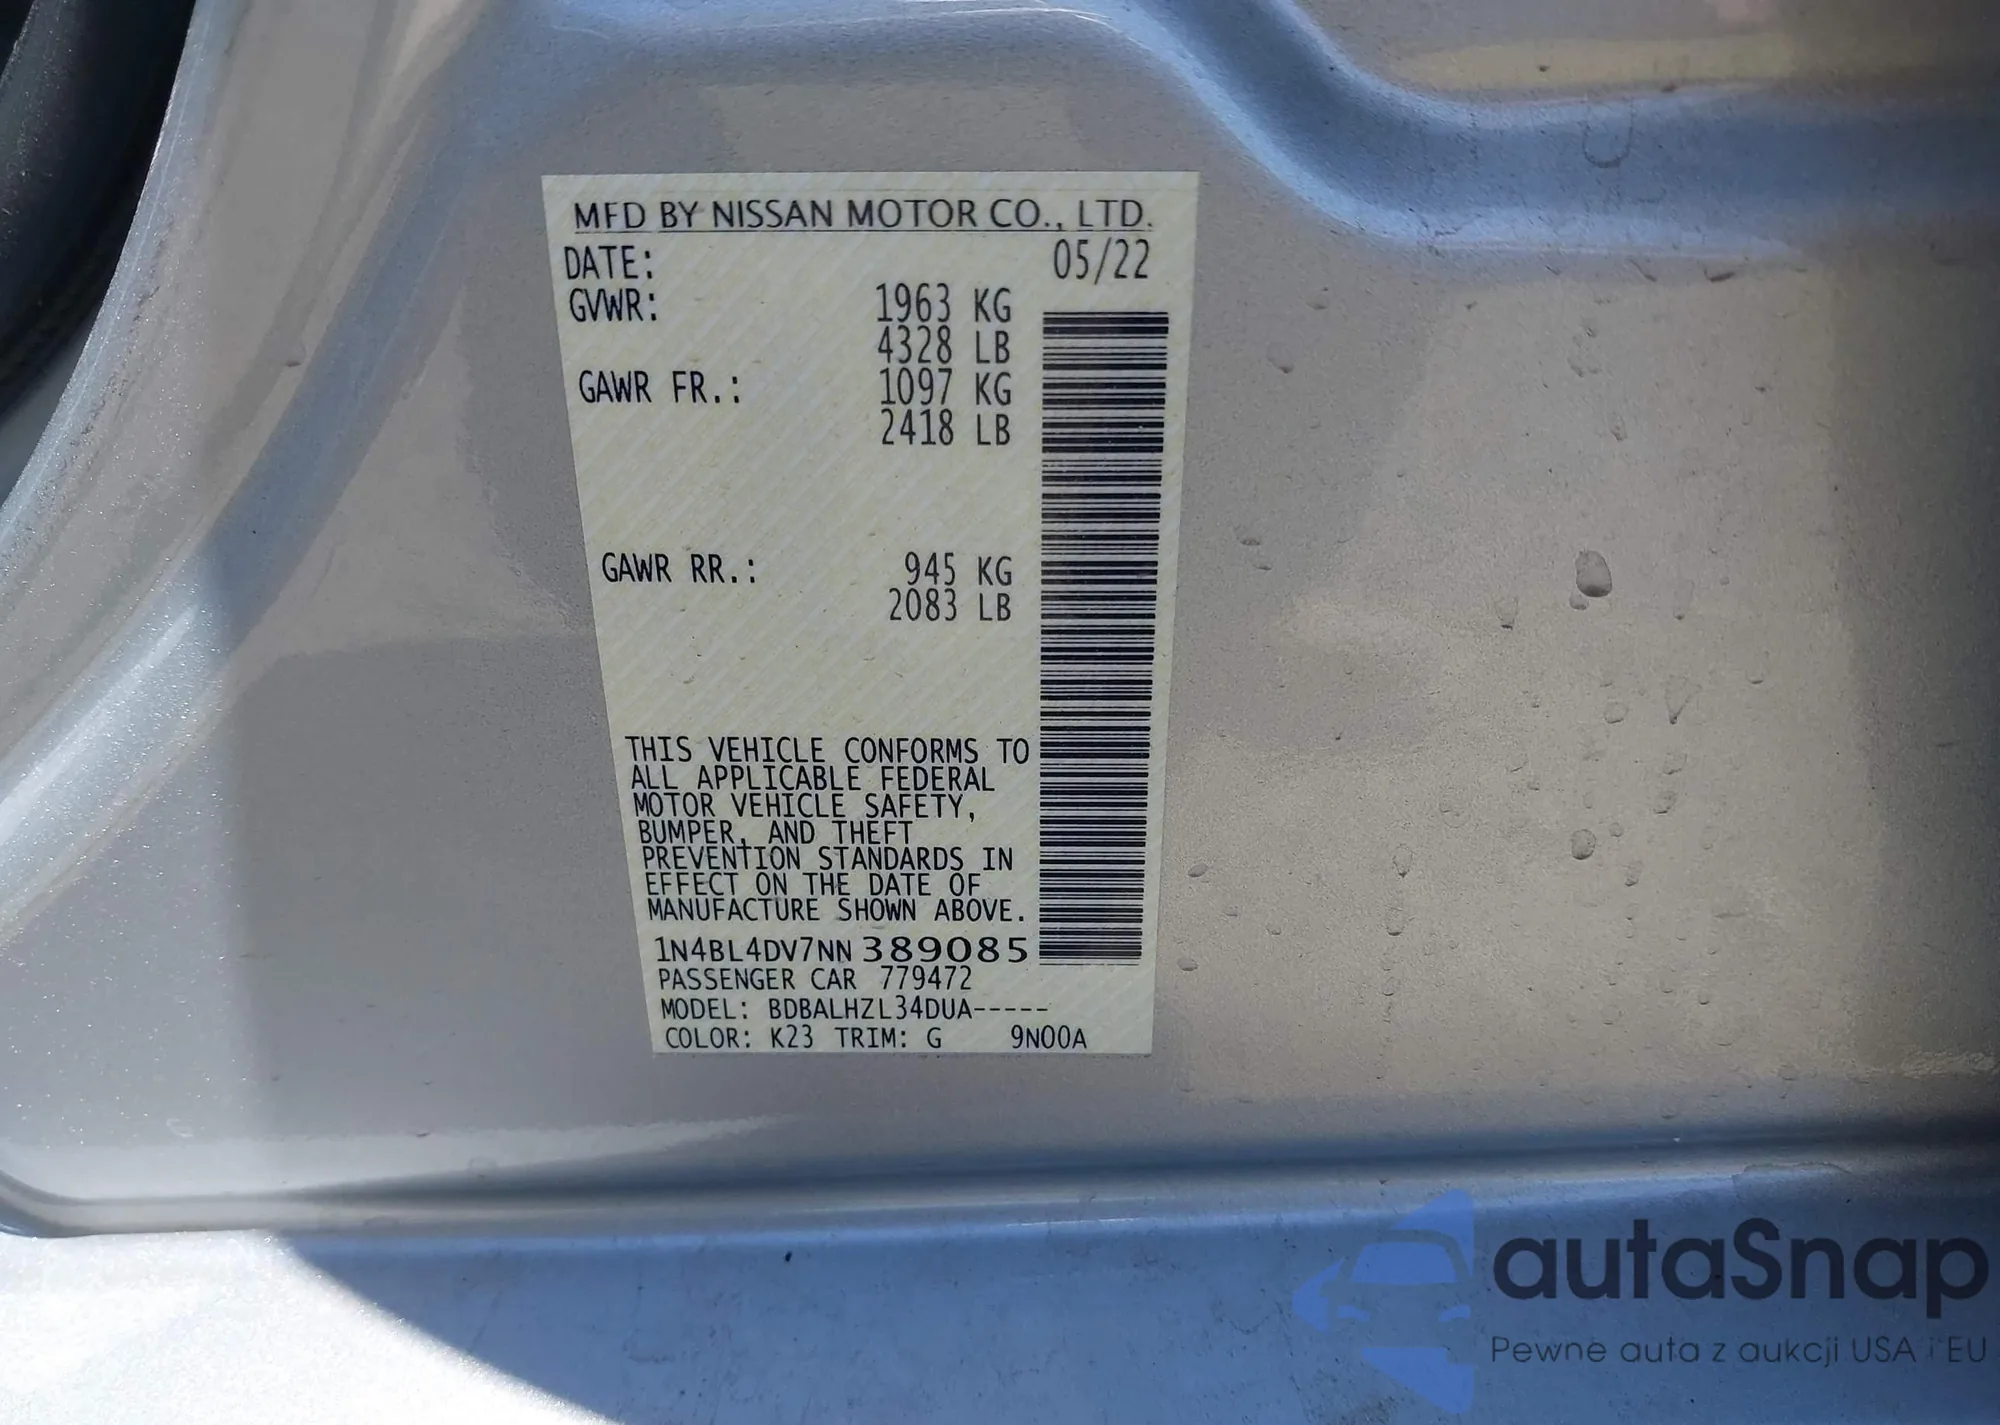 MFD BY NISSAN MOTOR CO., LTD.
DATE: 05/22
GVWR: 1963 KG
4328 LB
GAWR FR.: 1097 KG
2418 LB
GAWR RR.: 945 KG
2083 LB
THIS VEHICLE CONFORMS TO
ALL APPLICABLE FEDERAL
MOTOR VEHICLE SAFETY,
BUMPER, AND THEFT
PREVENTION STANDARDS IN
EFFECT ON THE DATE OF
MANUFACTURE SHOWN ABOVE.
1N4BL4DV7NN389085
PASSENGER CAR 779472
MODEL: BDBALHZL34DUA-----
COLOR: K23 TRIM: G 9N00A
autaSnap
Pewne auta z aukcji USA i EU